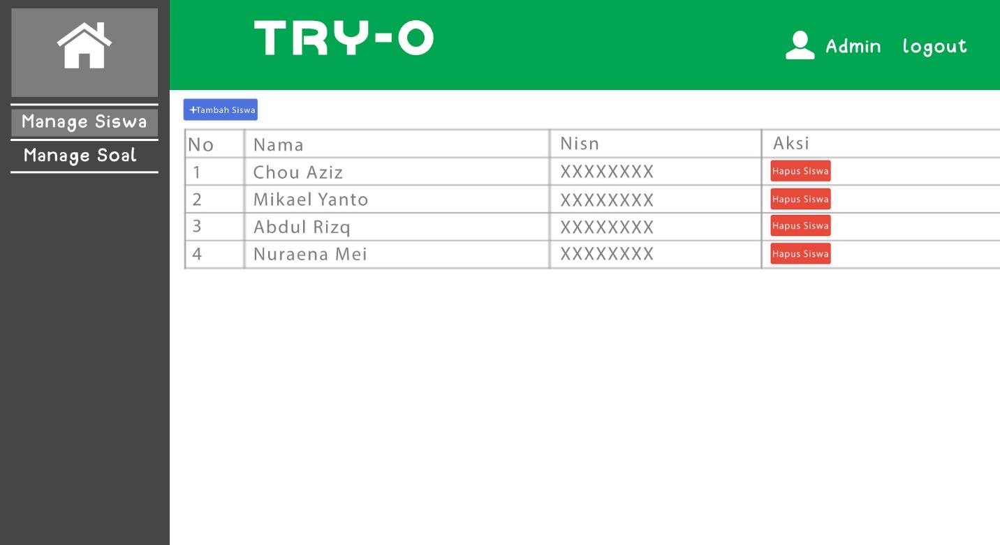 TRY-O
Admin logout
Manage Siswa
Manage Soal
+Tambah Siswa
No Nama Nisn Aksi
1 Chou Aziz XXXXXXXX Hapus Siswa
2 Mikael Yanto XXXXXXXX Hapus Siswa
3 Abdul Rizq XXXXXXXX Hapus Siswa
4 Nuraena Mei XXXXXXXX Hapus Siswa